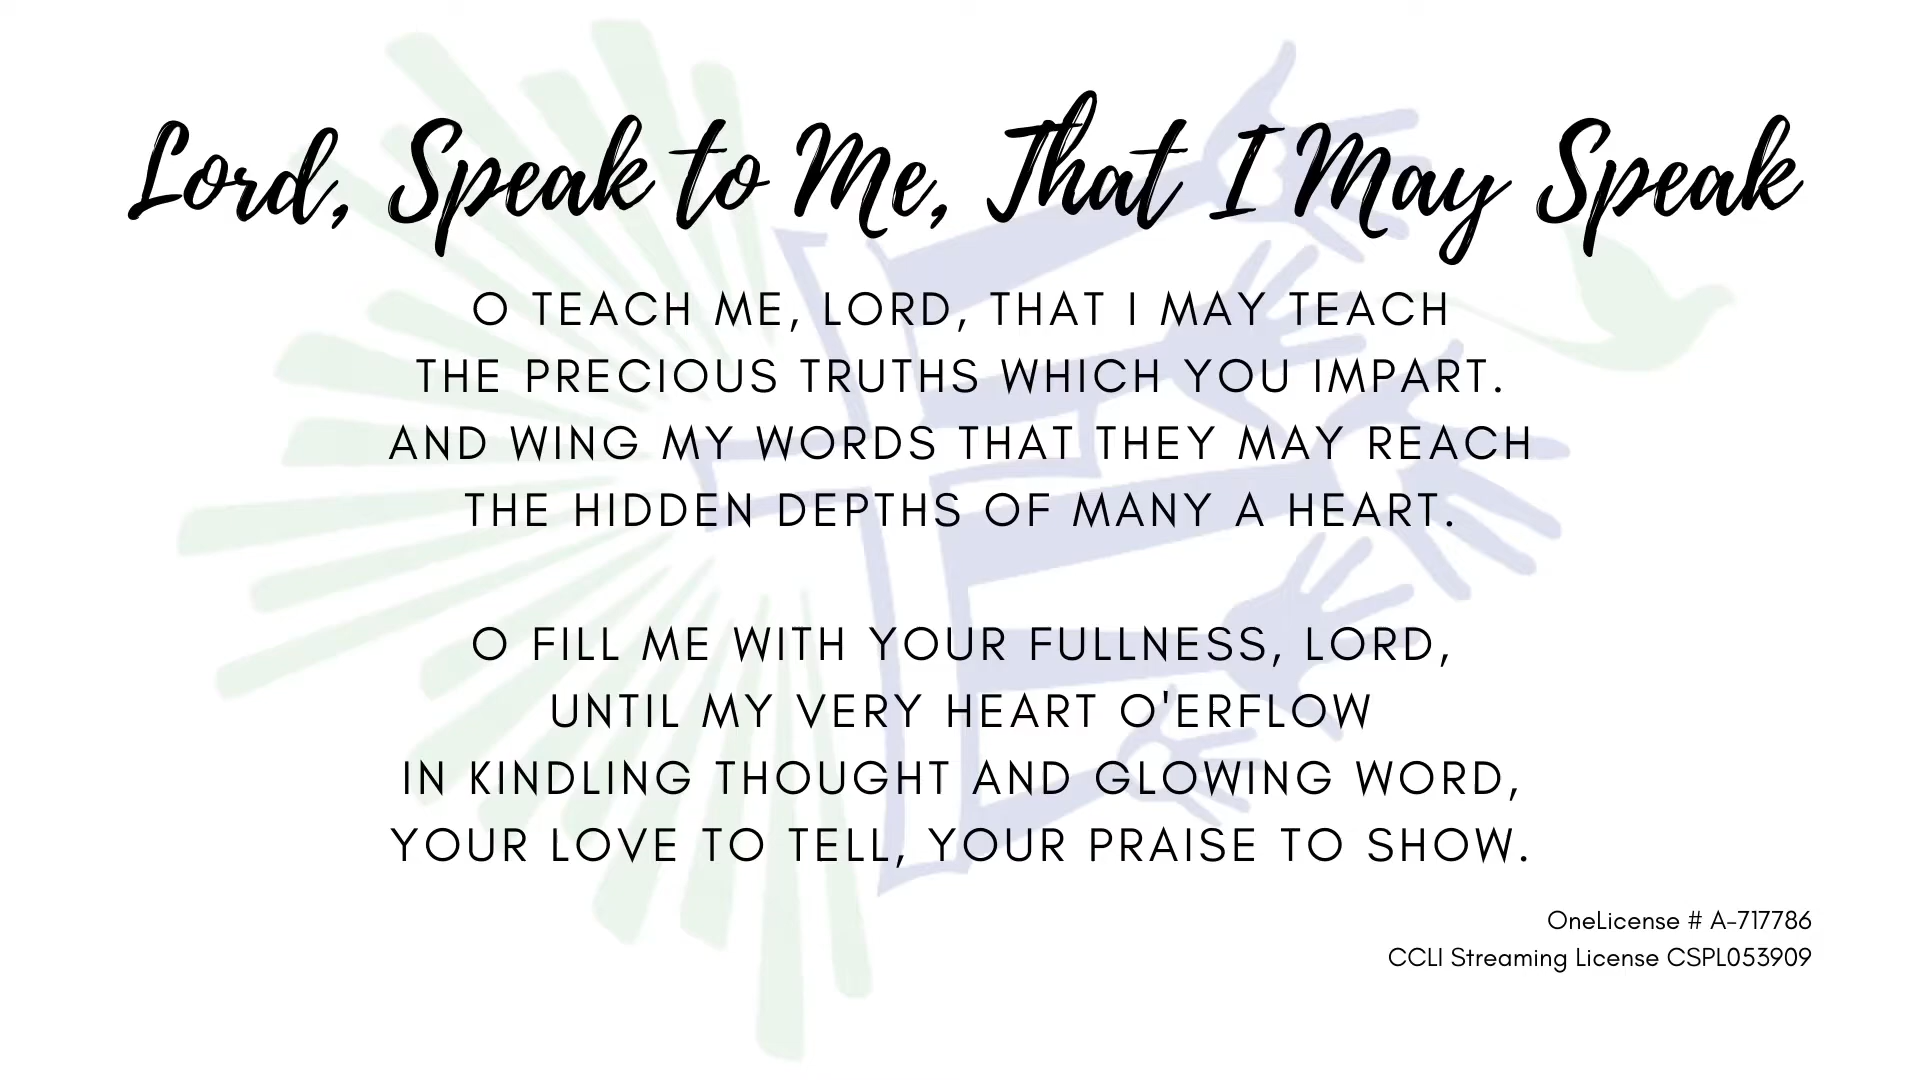 Lord, Speak to Me, That I May Speak
O TEACH ME, LORD, THAT I MAY TEACH
THE PRECIOUS TRUTHS WHICH YOU IMPART.
AND WING MY WORDS THAT THEY MAY REACH
THE HIDDEN DEPTHS OF MANY A HEART.
O FILL ME WITH YOUR FULLNESS, LORD,
UNTIL MY VERY HEART O'ERFLOW
IN KINDLING THOUGHT AND GLOWING WORD,
YOUR LOVE TO TELL, YOUR PRAISE TO SHOW.
OneLicense # A-717786
CCLI Streaming License CSPL053909